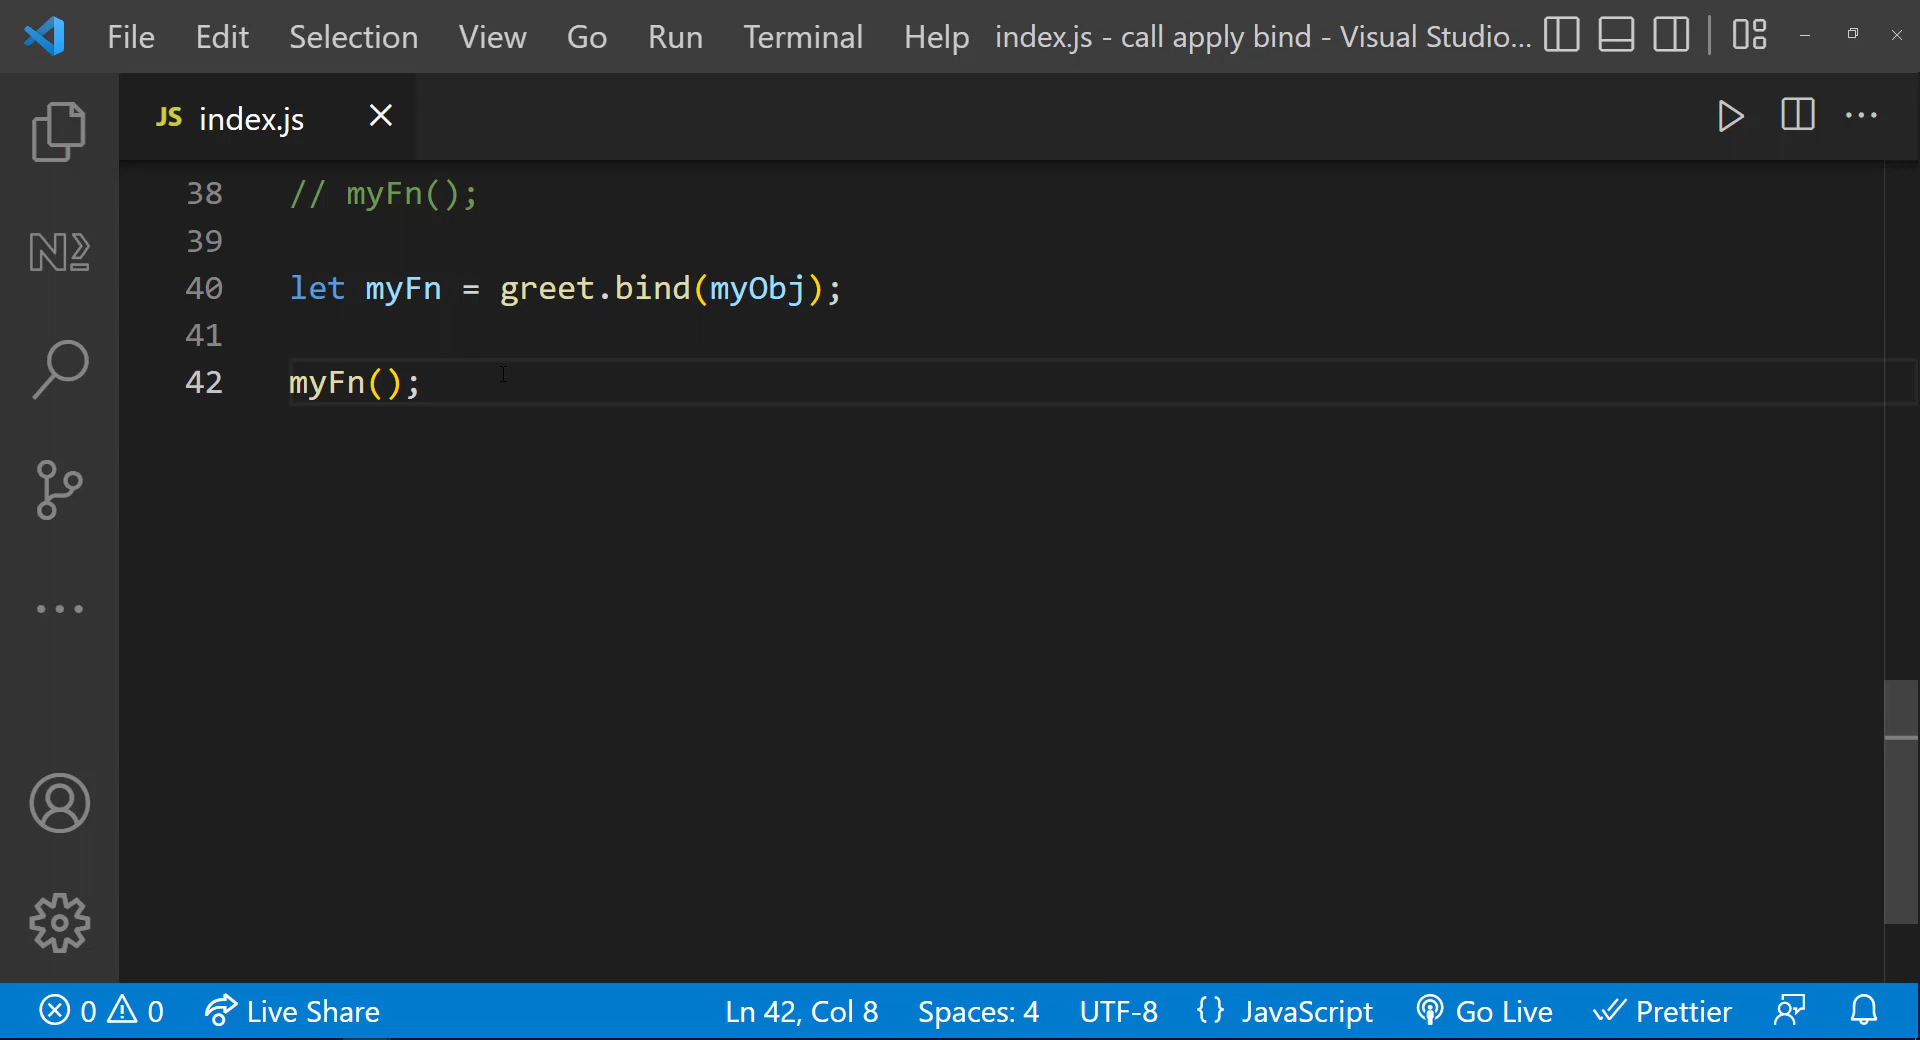 File Edit Selection View Go Run Terminal Help index.js - call apply bind - Visual Studio...
JS index.js
38 // myFn();
39
40 let myFn = greet.bind(myObj);
41
42 myFn();
0 0 Live Share Ln 42, Col 8 Spaces: 4 UTF-8 {} JavaScript Go Live Prettier